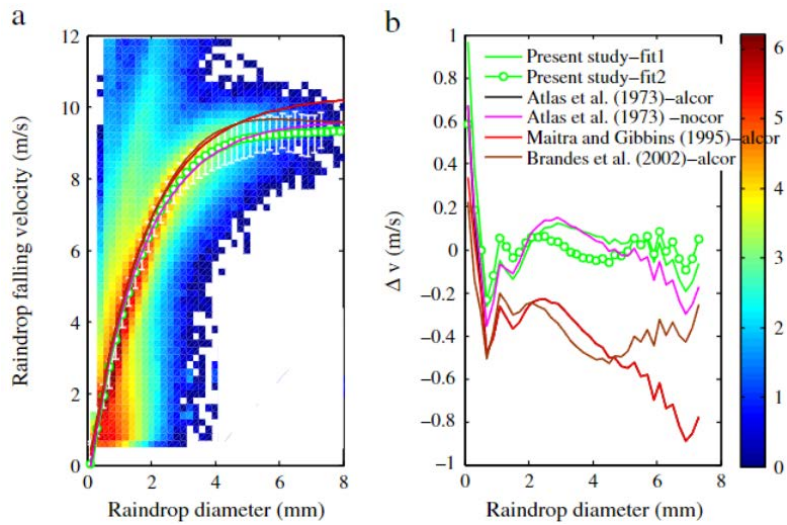 a
12
10
8
6
4
2
0
0 2 4 6 8
Raindrop falling velocity (m/s)
Raindrop diameter (mm)
b
1
0.8
0.6
0.4
0.2
0
−0.2
−0.4
−0.6
−0.8
−1
0 2 4 6 8
Δ v (m/s)
Raindrop diameter (mm)
Present study−fit1
Present study−fit2
Atlas et al. (1973)−alcor
Atlas et al. (1973) −nocor
Maitra and Gibbins (1995)−alcor
Brandes et al. (2002)−alcor
6
5
4
3
2
1
0